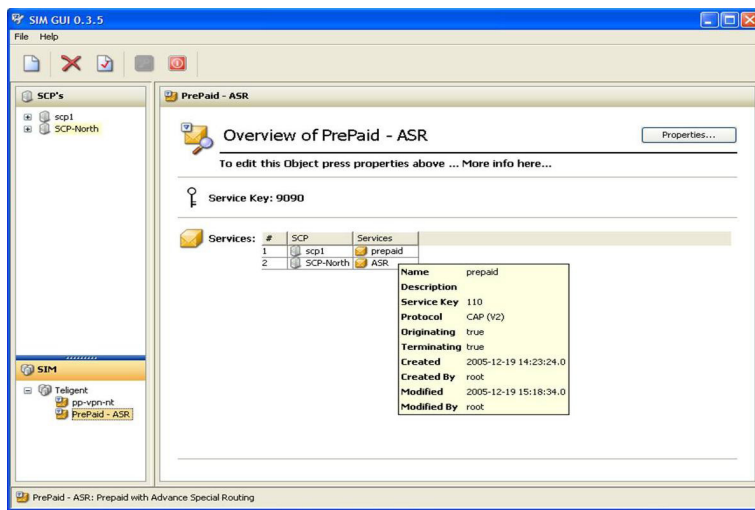 SIM GUI 0.3.5
File Help
SCP's
scp1
SCP-North
SIM
Teligent
pp-vpn-nt
PrePaid - ASR
PrePaid - ASR
Overview of PrePaid - ASR
Properties...
To edit this Object press properties above ... More info here...
Service Key: 9090
Services:
# SCP Services
1 scp1 prepaid
2 SCP-North ASR
Name prepaid
Description
Service Key 110
Protocol CAP (V2)
Originating true
Terminating true
Created 2005-12-19 14:23:24.0
Created By root
Modified 2005-12-19 15:18:34.0
Modified By root
PrePaid - ASR: Prepaid with Advance Special Routing